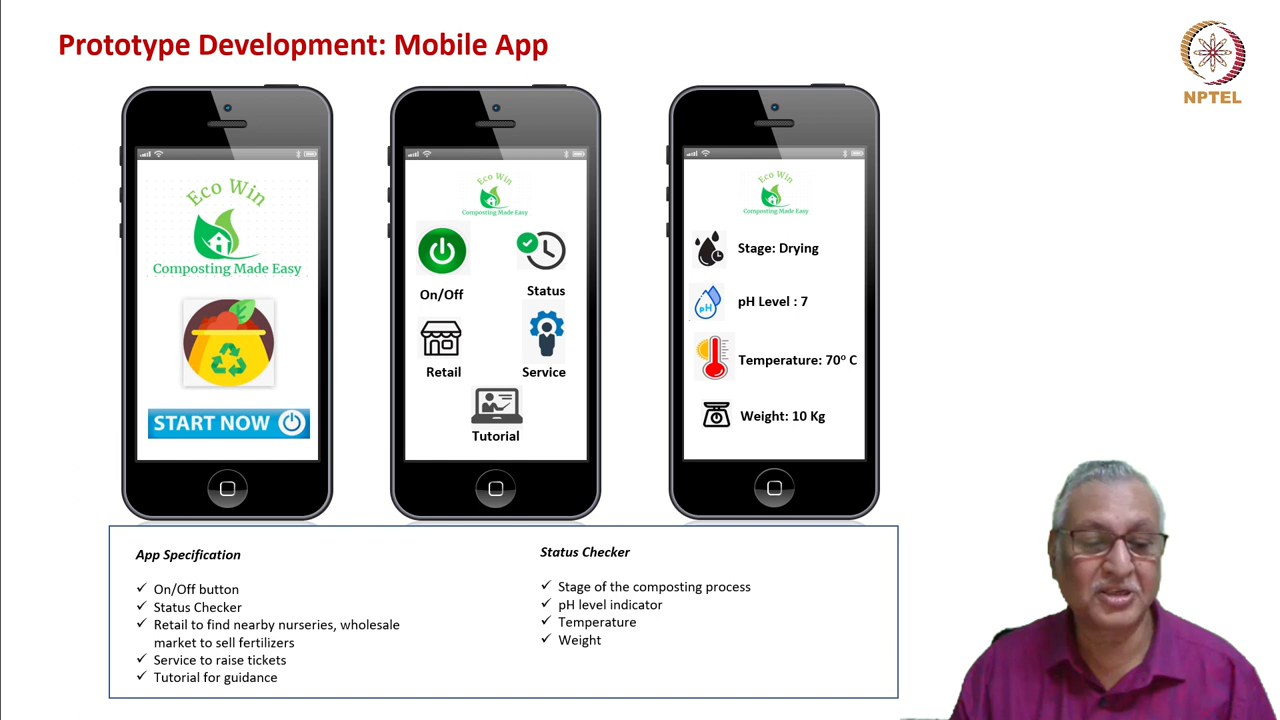 Prototype Development: Mobile App
NPTEL
Eco Win
Composting Made Easy
START NOW
Eco Win
Composting Made Easy
On/Off
Status
Retail
Service
Tutorial
Eco Win
Composting Made Easy
Stage: Drying
pH
pH Level : 7
Temperature: 70º C
Weight: 10 Kg
App Specification
✓ On/Off button
✓ Status Checker
✓ Retail to find nearby nurseries, wholesale
market to sell fertilizers
✓ Service to raise tickets
✓ Tutorial for guidance
Status Checker
✓ Stage of the composting process
✓ pH level indicator
✓ Temperature
✓ Weight